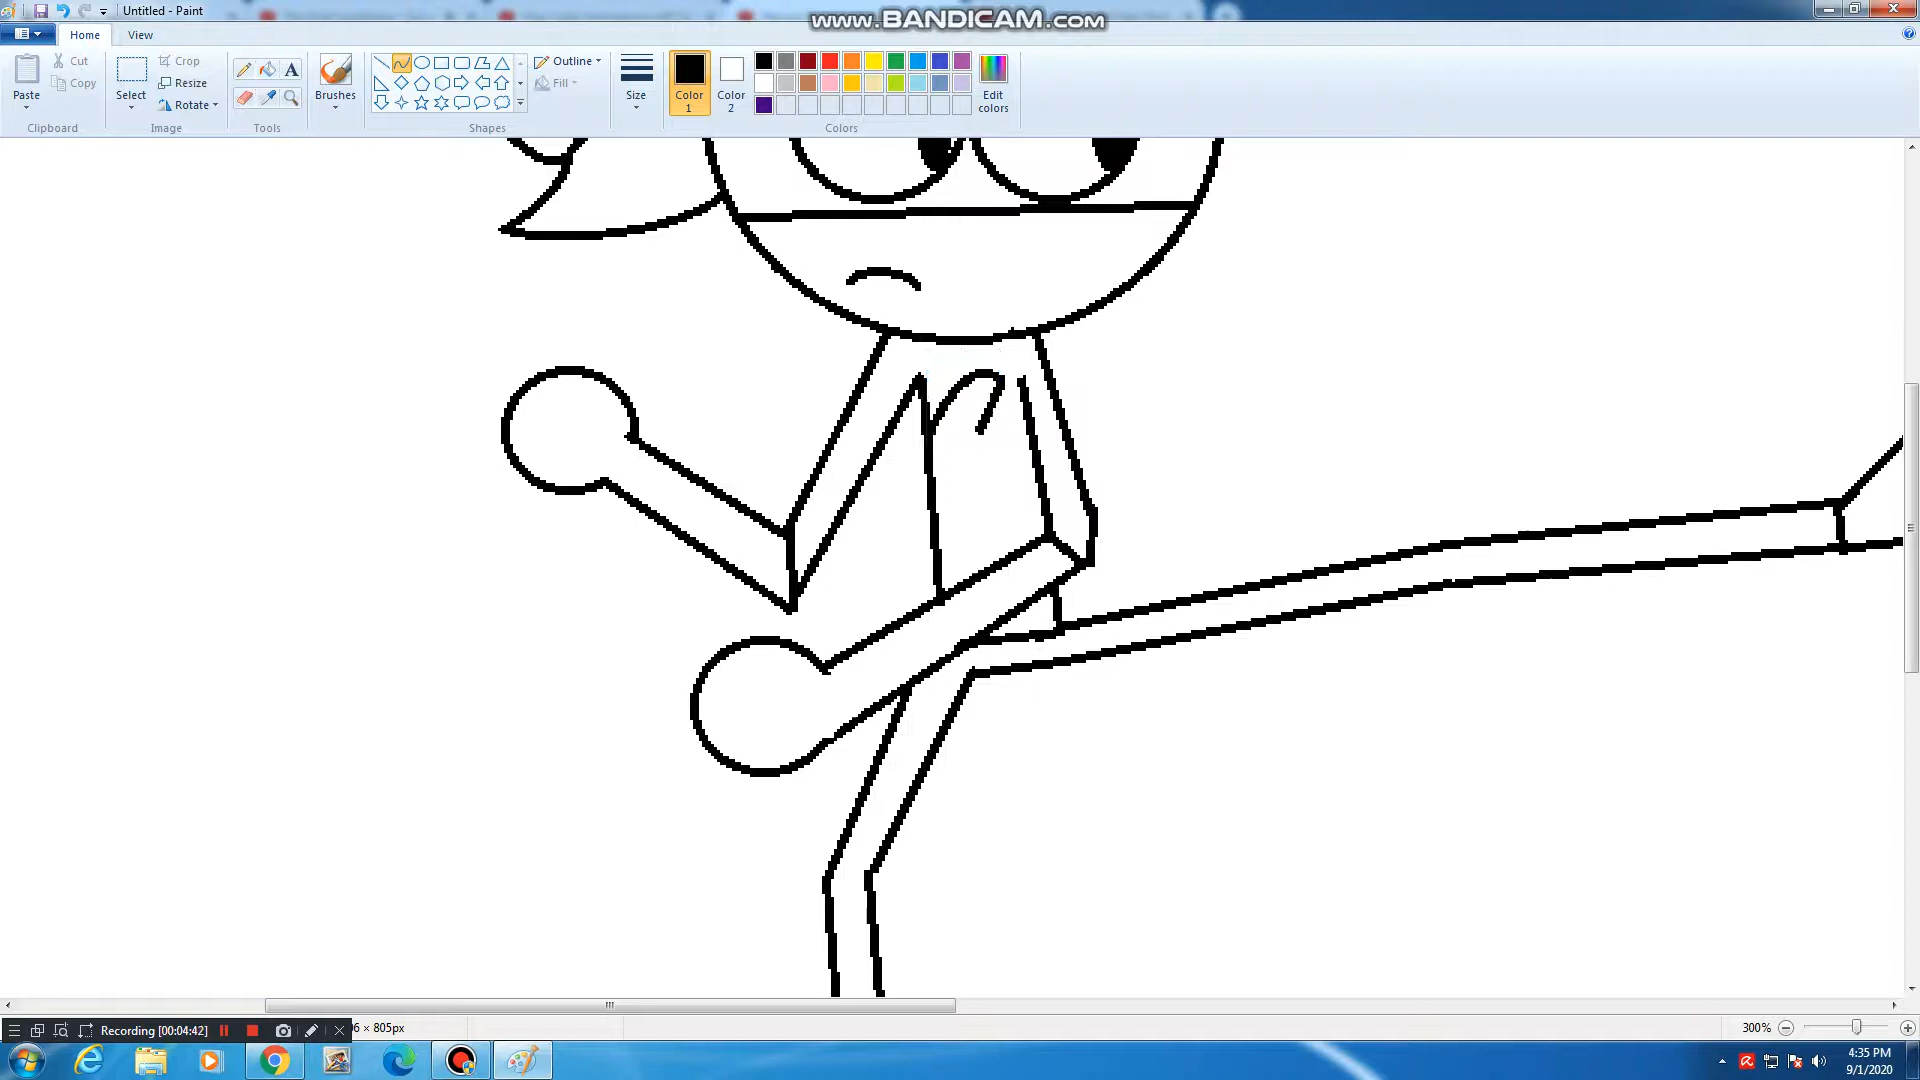 Untitled - Paint
www.BANDICAM.com
Home View
Paste
Cut
Copy
Clipboard
Select
Crop
Resize
Rotate
Image
Tools
Brushes
Shapes
Outline
Fill
Size
Color 1
Color 2
Edit colors
Colors
Recording [00:04:42]
6 × 805px
300%
4:35 PM
9/1/2020